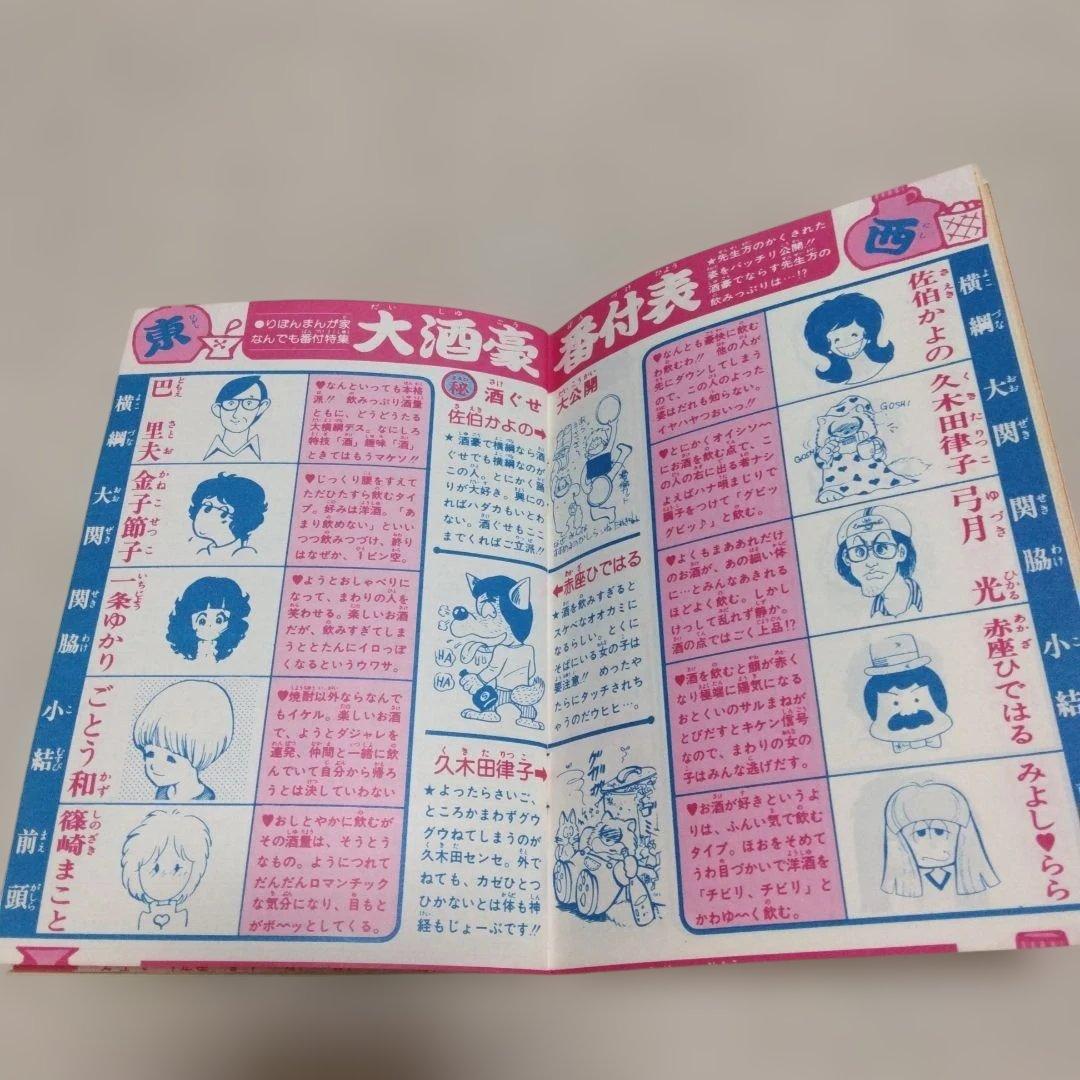 東
●りぼんまんが家
なんでも番付特集
大酒豪
番付表
★先生方のかくされた
姿をバッチリ公開!!
酒豪でならす先生方の
飲みっぷりは…!?
西
横綱
巴里夫
♥なんといっても本格
派!! 飲みっぷり酒量
ともに、どうどうたる
大横綱デス。なにしろ
特技「酒」趣味「酒」
ときてはもうマケソ!!
大関
金子節子
♥じっくり腰をすえて
ただひたすら飲むタイ
プ。好みは洋酒。「あ
まり飲めない」といい
つつ飲みつづけ、終り
はなぜか、1ビン空。
関脇
一条ゆかり
♥ようとおしゃべりに
なって、まわりの人を
笑わせる。楽しいお酒
だが、飲みすぎてしま
うととたんにイロっぽ
くなるというウワサ。
小結
ごとう和
♥焼酎以外ならなんで
もイケル。楽しいお酒
で、ようとダジャレを
連発、仲間と一緒に飲
んでいて自分から帰ろ
うとは決していわない
前頭
篠崎まこと
♥おしとやかに飲むが
その酒量は、そうとう
なもの。ようにつれて
だんだんロマンチック
な気分になり、目もと
がボ〜ッとしてくる。
㊙酒ぐせ
大公開
佐伯かよの➡
★酒豪で横綱なら酒
ぐせでも横綱なのが
この人。とにかく踊
りが大好き。興にの
ればハダカもいとわ
ない。酒ぐせもここ
までくればご立派!!
⬅赤座ひではる
★酒を飲みすぎると
スケベなオオカミに
なるらしい。とくに
そばにいる女の子は
要注意!! めったや
たらにタッチされち
ゃうのだウヒヒ…。
HA
HA
久木田律子➡
★よったらさいご、
ところかまわずグウ
グウねてしまうのが
久木田センセ。外で
ねても、カゼひとつ
ひかないとは体も神
経もじょーぶです!!
横綱
佐伯かよの
♥なんとも豪快に飲む
飲むわ!! 他の人が
先にダウンしてしまう
ので、この人のよった
姿はだれも知らない。
イヤハヤつおいっ!!
大関
久木田律子
GOSHI
GOSHI
♥とにかくオイシソ〜
にお酒を飲む点で、こ
の人の右に出る者ナシ
よえばハナ唄まじりで
調子をつけて「グビッ
グビット」と飲む。
関脇
弓月光
♥よくもまああれだけ
のお酒が、あの細い体
に…とみんなあきれる
ほどよく飲む。しかし
けっして乱れず静か。
酒の点ではごく上品!?
小結
赤座ひではる
♥酒を飲むと顔が赤く
なり極端に陽気になる
おとくいのサルまねが
とびだすとキケン信号
なので、まわりの女の
子はみんな逃げだす。
みよし♥らら
♥お酒が好きというよ
りは、ふんい気で飲む
タイプ。ほおをそめて
うわ目づかいで洋酒を
「チビリ、チビリ」と
かわゆ〜く飲む。